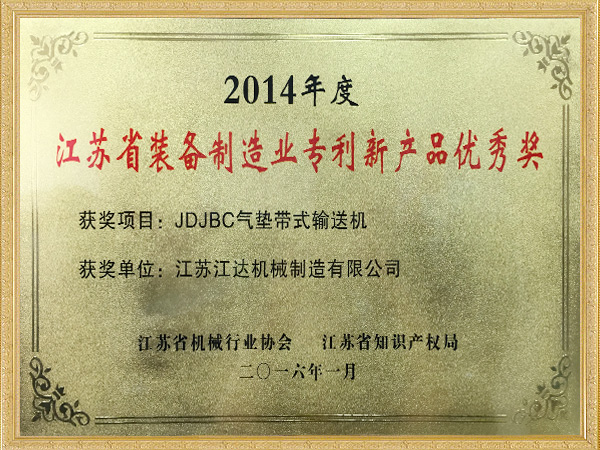 2014年度
江苏省装备制造业专利新产品优秀奖
获奖项目：JDJBC气垫带式输送机
获奖单位：江苏江达机械制造有限公司
江苏省机械行业协会 江苏省知识产权局
二〇一六年一月